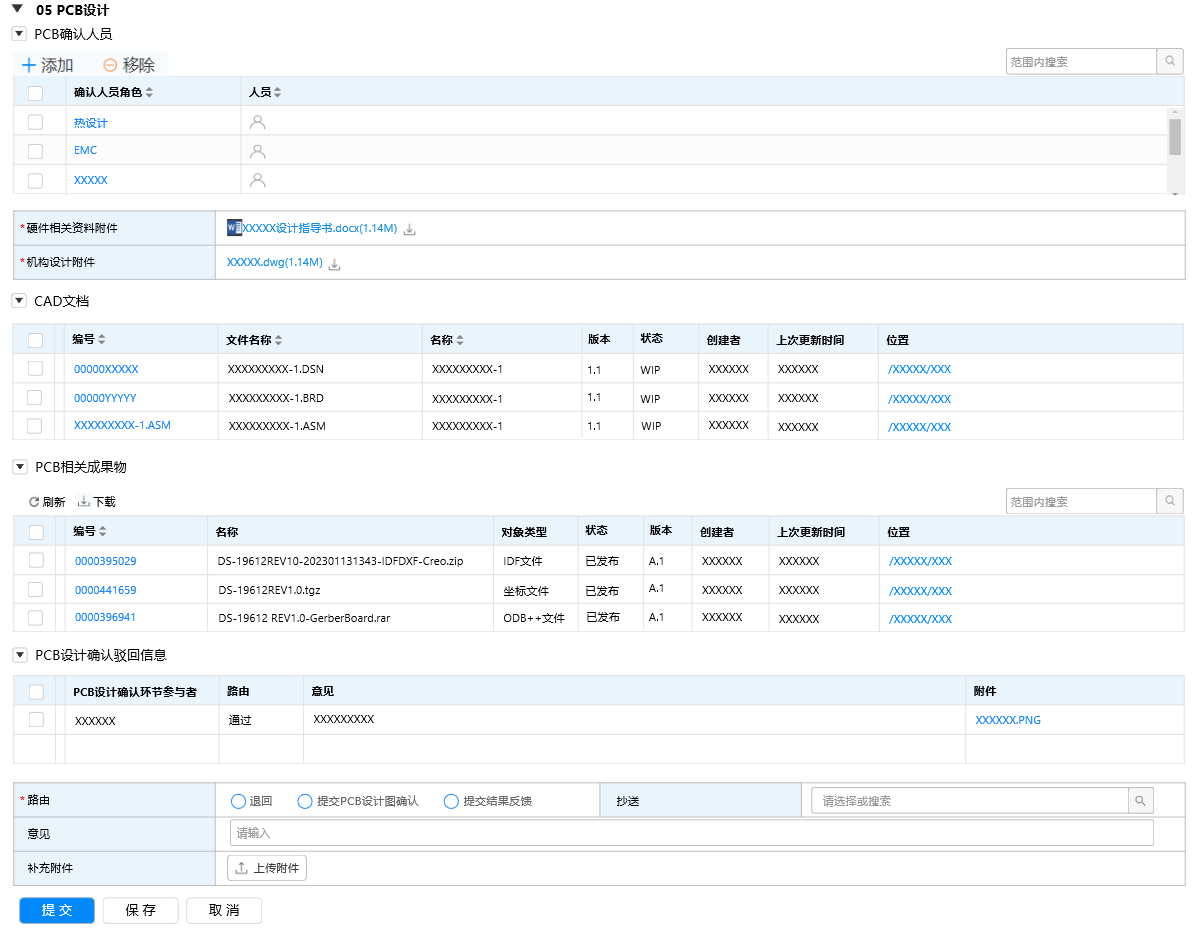 05 PCB设计
PCB确认人员
添加 移除 范围内搜索
确认人员角色 人员
热设计
EMC
XXXXX
*硬件相关资料附件 XXXXX设计指导书.docx(1.14M)
*机构设计附件 XXXXX.dwg(1.14M)
CAD文档
编号 文件名称 名称 版本 状态 创建者 上次更新时间 位置
00000XXXXX XXXXXXXXX-1.DSN XXXXXXXXX-1 1.1 WIP XXXXXX XXXXXX /XXXXX/XXX
00000YYYYY XXXXXXXXX-1.BRD XXXXXXXXX-1 1.1 WIP XXXXXX XXXXXX /XXXXX/XXX
XXXXXXXXX-1.ASM XXXXXXXXX-1.ASM XXXXXXXXX-1 1.1 WIP XXXXXX XXXXXX /XXXXX/XXX
PCB相关成果物
刷新 下载 范围内搜索
编号 名称 对象类型 状态 版本 创建者 上次更新时间 位置
0000395029 DS-19612REV10-202301131343-IDFDXF-Creo.zip IDF文件 已发布 A.1 XXXXXX XXXXXX /XXXXX/XXX
0000441659 DS-19612REV1.0.tgz 坐标文件 已发布 A.1 XXXXXX XXXXXX /XXXXX/XXX
0000396941 DS-19612 REV1.0-GerberBoard.rar ODB++文件 已发布 A.1 XXXXXX XXXXXX /XXXXX/XXX
PCB设计确认驳回信息
PCB设计确认环节参与者 路由 意见 附件
XXXXXX 通过 XXXXXXXXX XXXXXX.PNG
*路由 退回 提交PCB设计图确认 提交结果反馈 抄送 请选择或搜索
意见 请输入
补充附件 上传附件
提 交 保 存 取 消